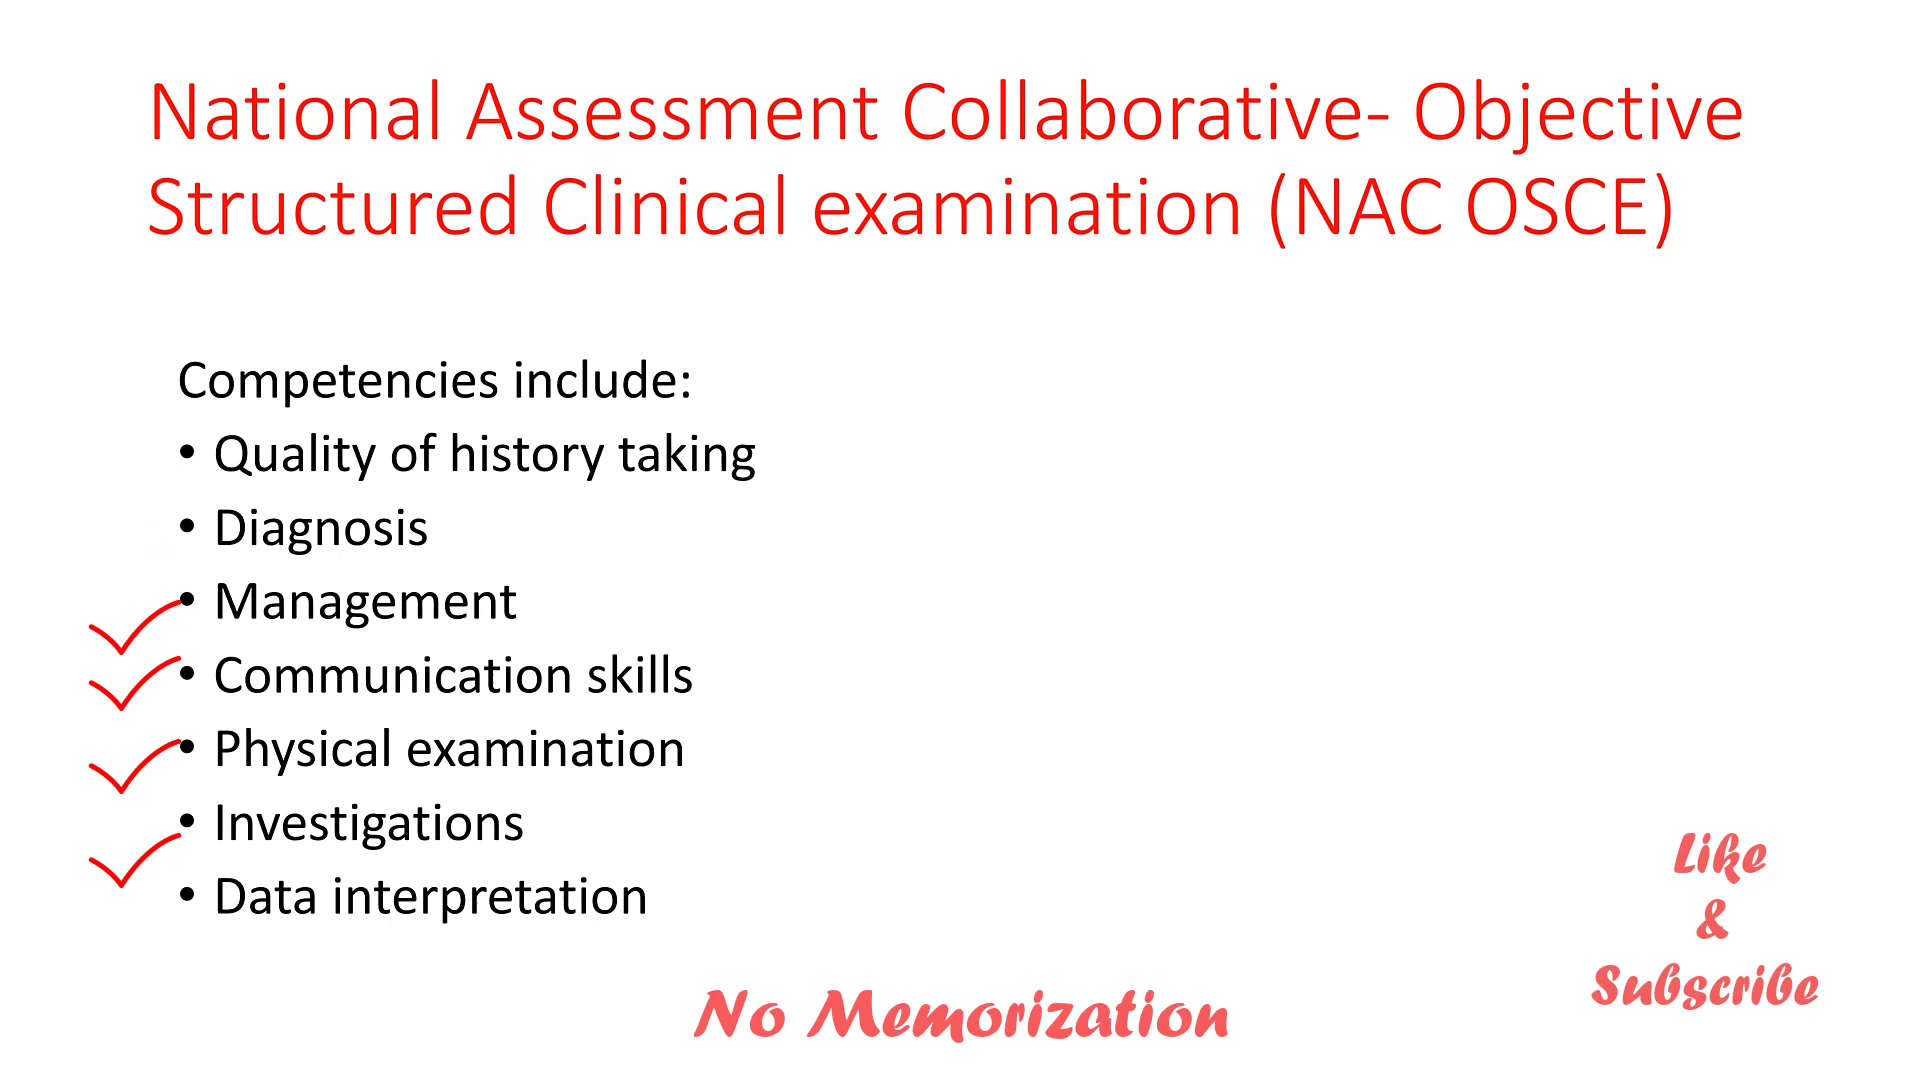 National Assessment Collaborative- Objective
Structured Clinical examination (NAC OSCE)
Competencies include:
• Quality of history taking
• Diagnosis
• Management
• Communication skills
• Physical examination
• Investigations
• Data interpretation
Like
&
Subscribe
No Memorization